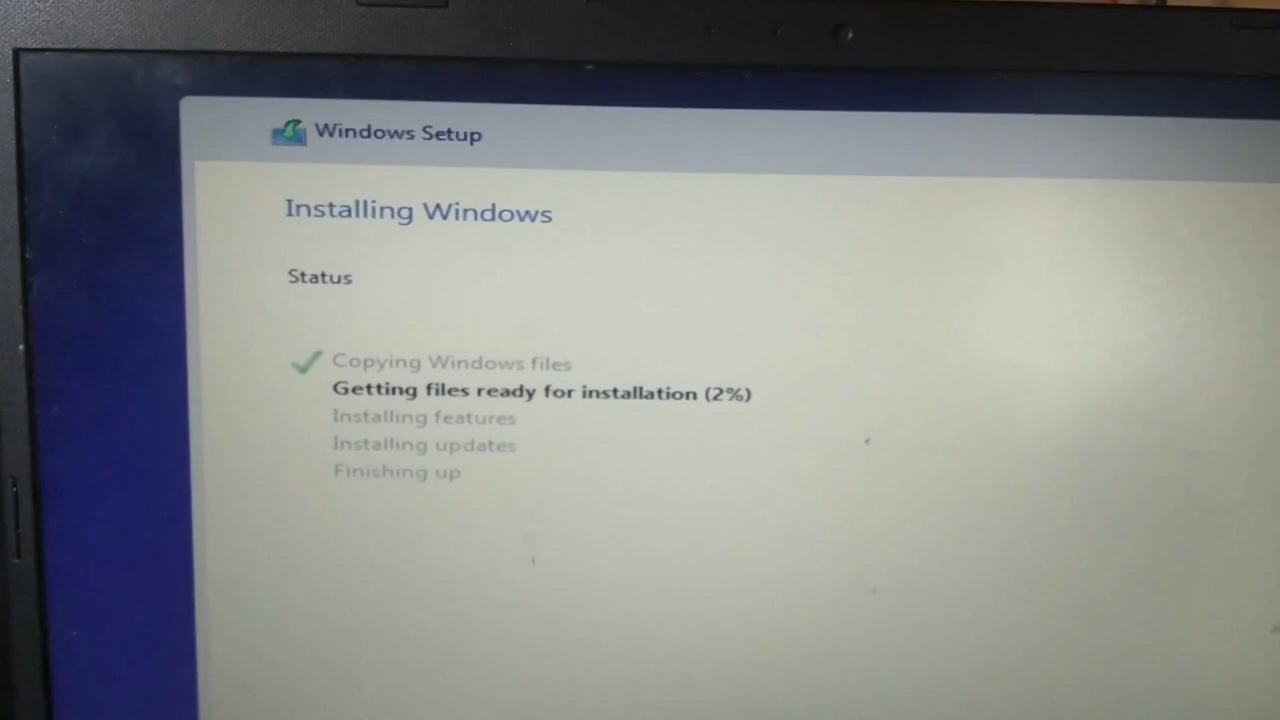 Windows Setup
Installing Windows
Status
Copying Windows files
Getting files ready for installation (2%)
Installing features
Installing updates
Finishing up